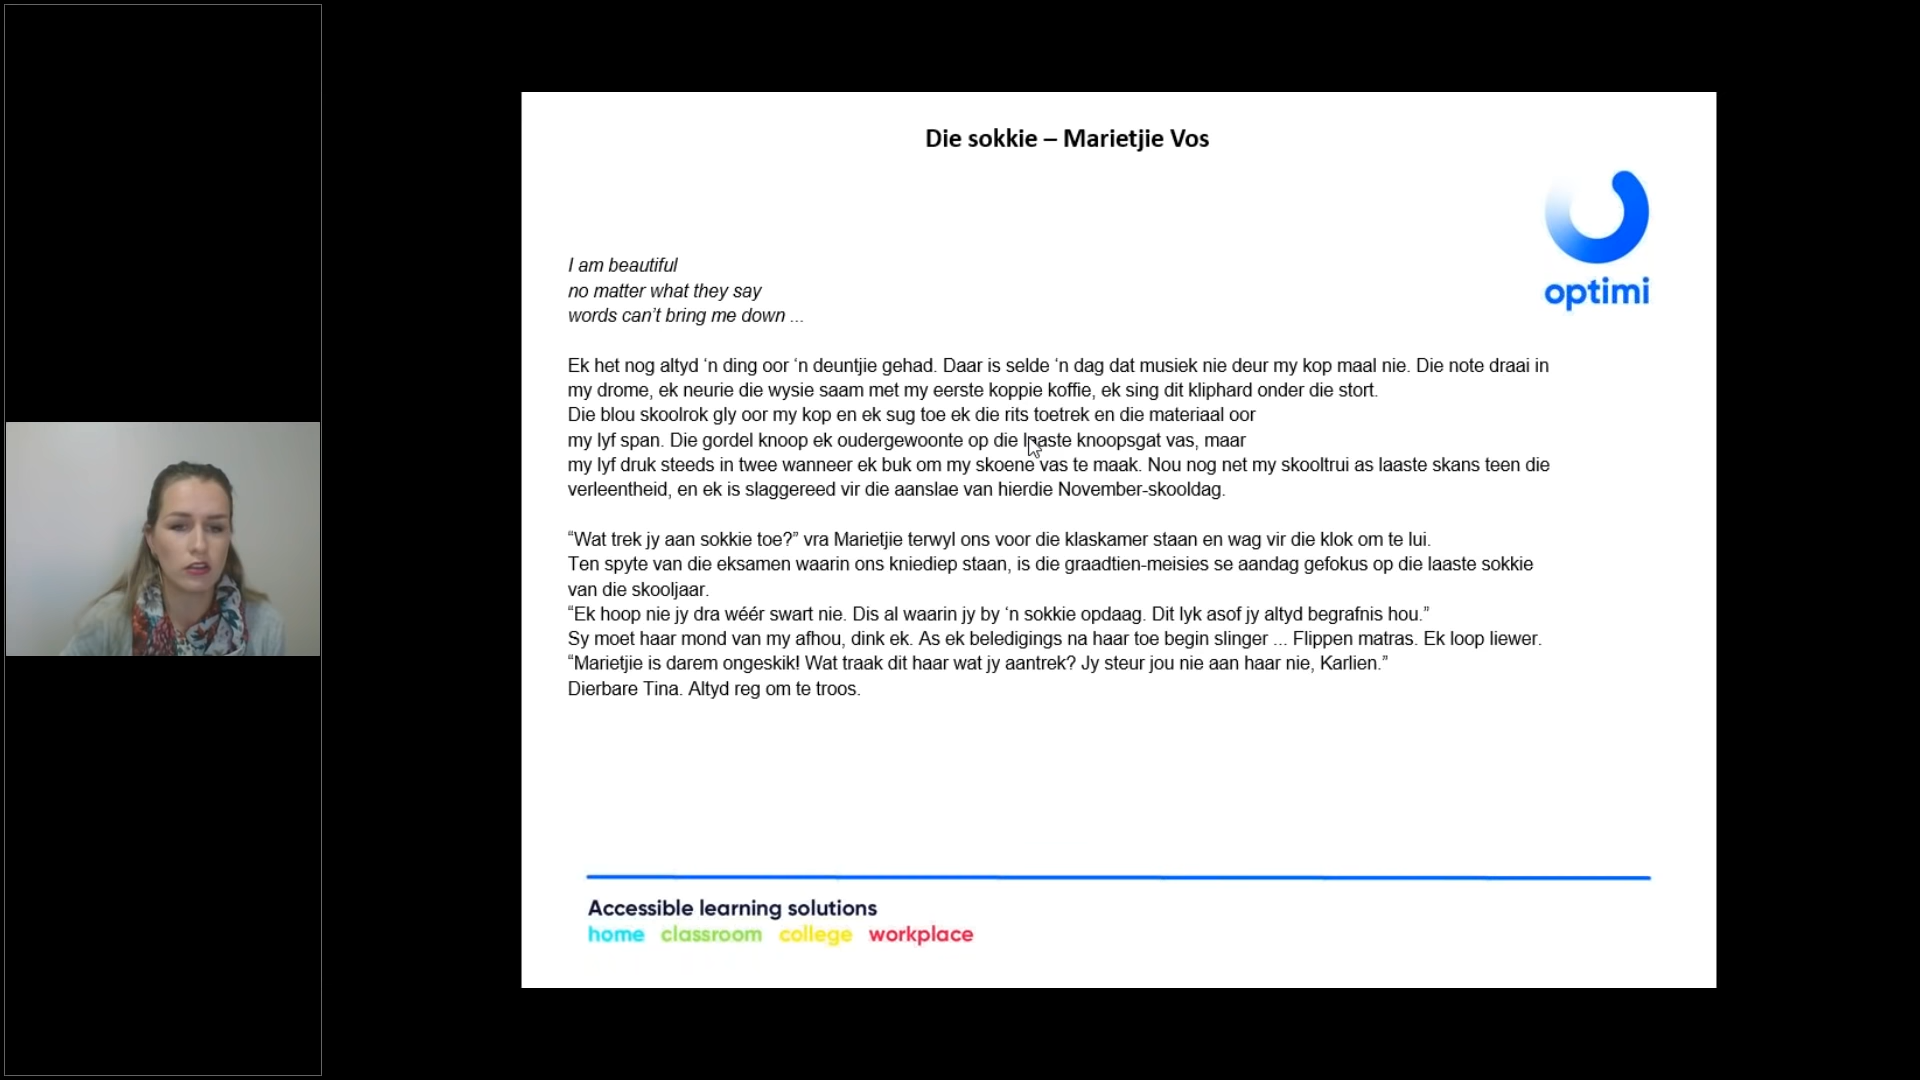 Die sokkie – Marietjie Vos
optimi
I am beautiful
no matter what they say
words can’t bring me down ...
Ek het nog altyd ‘n ding oor ‘n deuntjie gehad. Daar is selde ‘n dag dat musiek nie deur my kop maal nie. Die note draai in
my drome, ek neurie die wysie saam met my eerste koppie koffie, ek sing dit kliphard onder die stort.
Die blou skoolrok gly oor my kop en ek sug toe ek die rits toetrek en die materiaal oor
my lyf span. Die gordel knoop ek oudergewoonte op die laaste knoopsgat vas, maar
my lyf druk steeds in twee wanneer ek buk om my skoene vas te maak. Nou nog net my skooltrui as laaste skans teen die
verleentheid, en ek is slaggereed vir die aanslae van hierdie November-skooldag.
“Wat trek jy aan sokkie toe?” vra Marietjie terwyl ons voor die klaskamer staan en wag vir die klok om te lui.
Ten spyte van die eksamen waarin ons kniediep staan, is die graadtien-meisies se aandag gefokus op die laaste sokkie
van die skooljaar.
“Ek hoop nie jy dra wéér swart nie. Dis al waarin jy by ‘n sokkie opdaag. Dit lyk asof jy altyd begrafnis hou.”
Sy moet haar mond van my afhou, dink ek. As ek beledigings na haar toe begin slinger ... Flippen matras. Ek loop liewer.
“Marietjie is darem ongeskik! Wat traak dit haar wat jy aantrek? Jy steur jou nie aan haar nie, Karlien.”
Dierbare Tina. Altyd reg om te troos.
Accessible learning solutions
home classroom college workplace